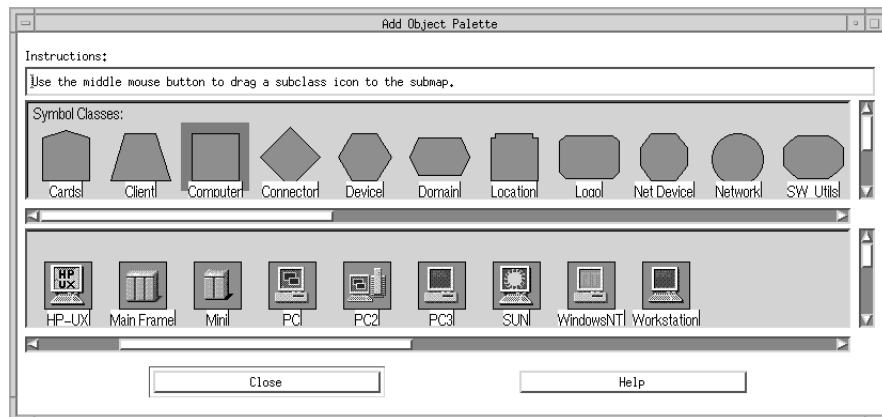 Add Object Palette
Instructions:
Use the middle mouse button to drag a subclass icon to the submap.
Symbol Classes:
Cards Client Computer Connector Device Domain Location Logo Net Device Network SW Utils
HP UX
HP-UX Main Frame Mini PC PC2 PC3 SUN WindowsNT Workstation
Close Help